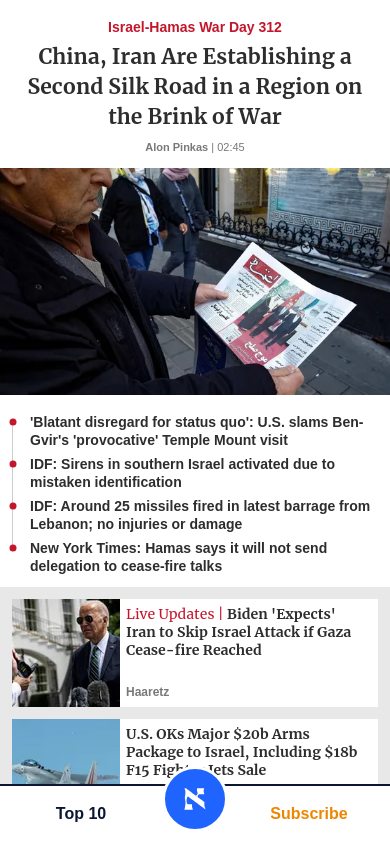 Israel-Hamas War Day 312
China, Iran Are Establishing a
Second Silk Road in a Region on
the Brink of War
Alon Pinkas | 02:45
'Blatant disregard for status quo': U.S. slams Ben-
Gvir's 'provocative' Temple Mount visit
IDF: Sirens in southern Israel activated due to
mistaken identification
IDF: Around 25 missiles fired in latest barrage from
Lebanon; no injuries or damage
New York Times: Hamas says it will not send
delegation to cease-fire talks
Live Updates | Biden 'Expects'
Iran to Skip Israel Attack if Gaza
Cease-fire Reached
Haaretz
U.S. OKs Major $20b Arms
Package to Israel, Including $18b
F15 Fighter Jets Sale
Top 10
Subscribe